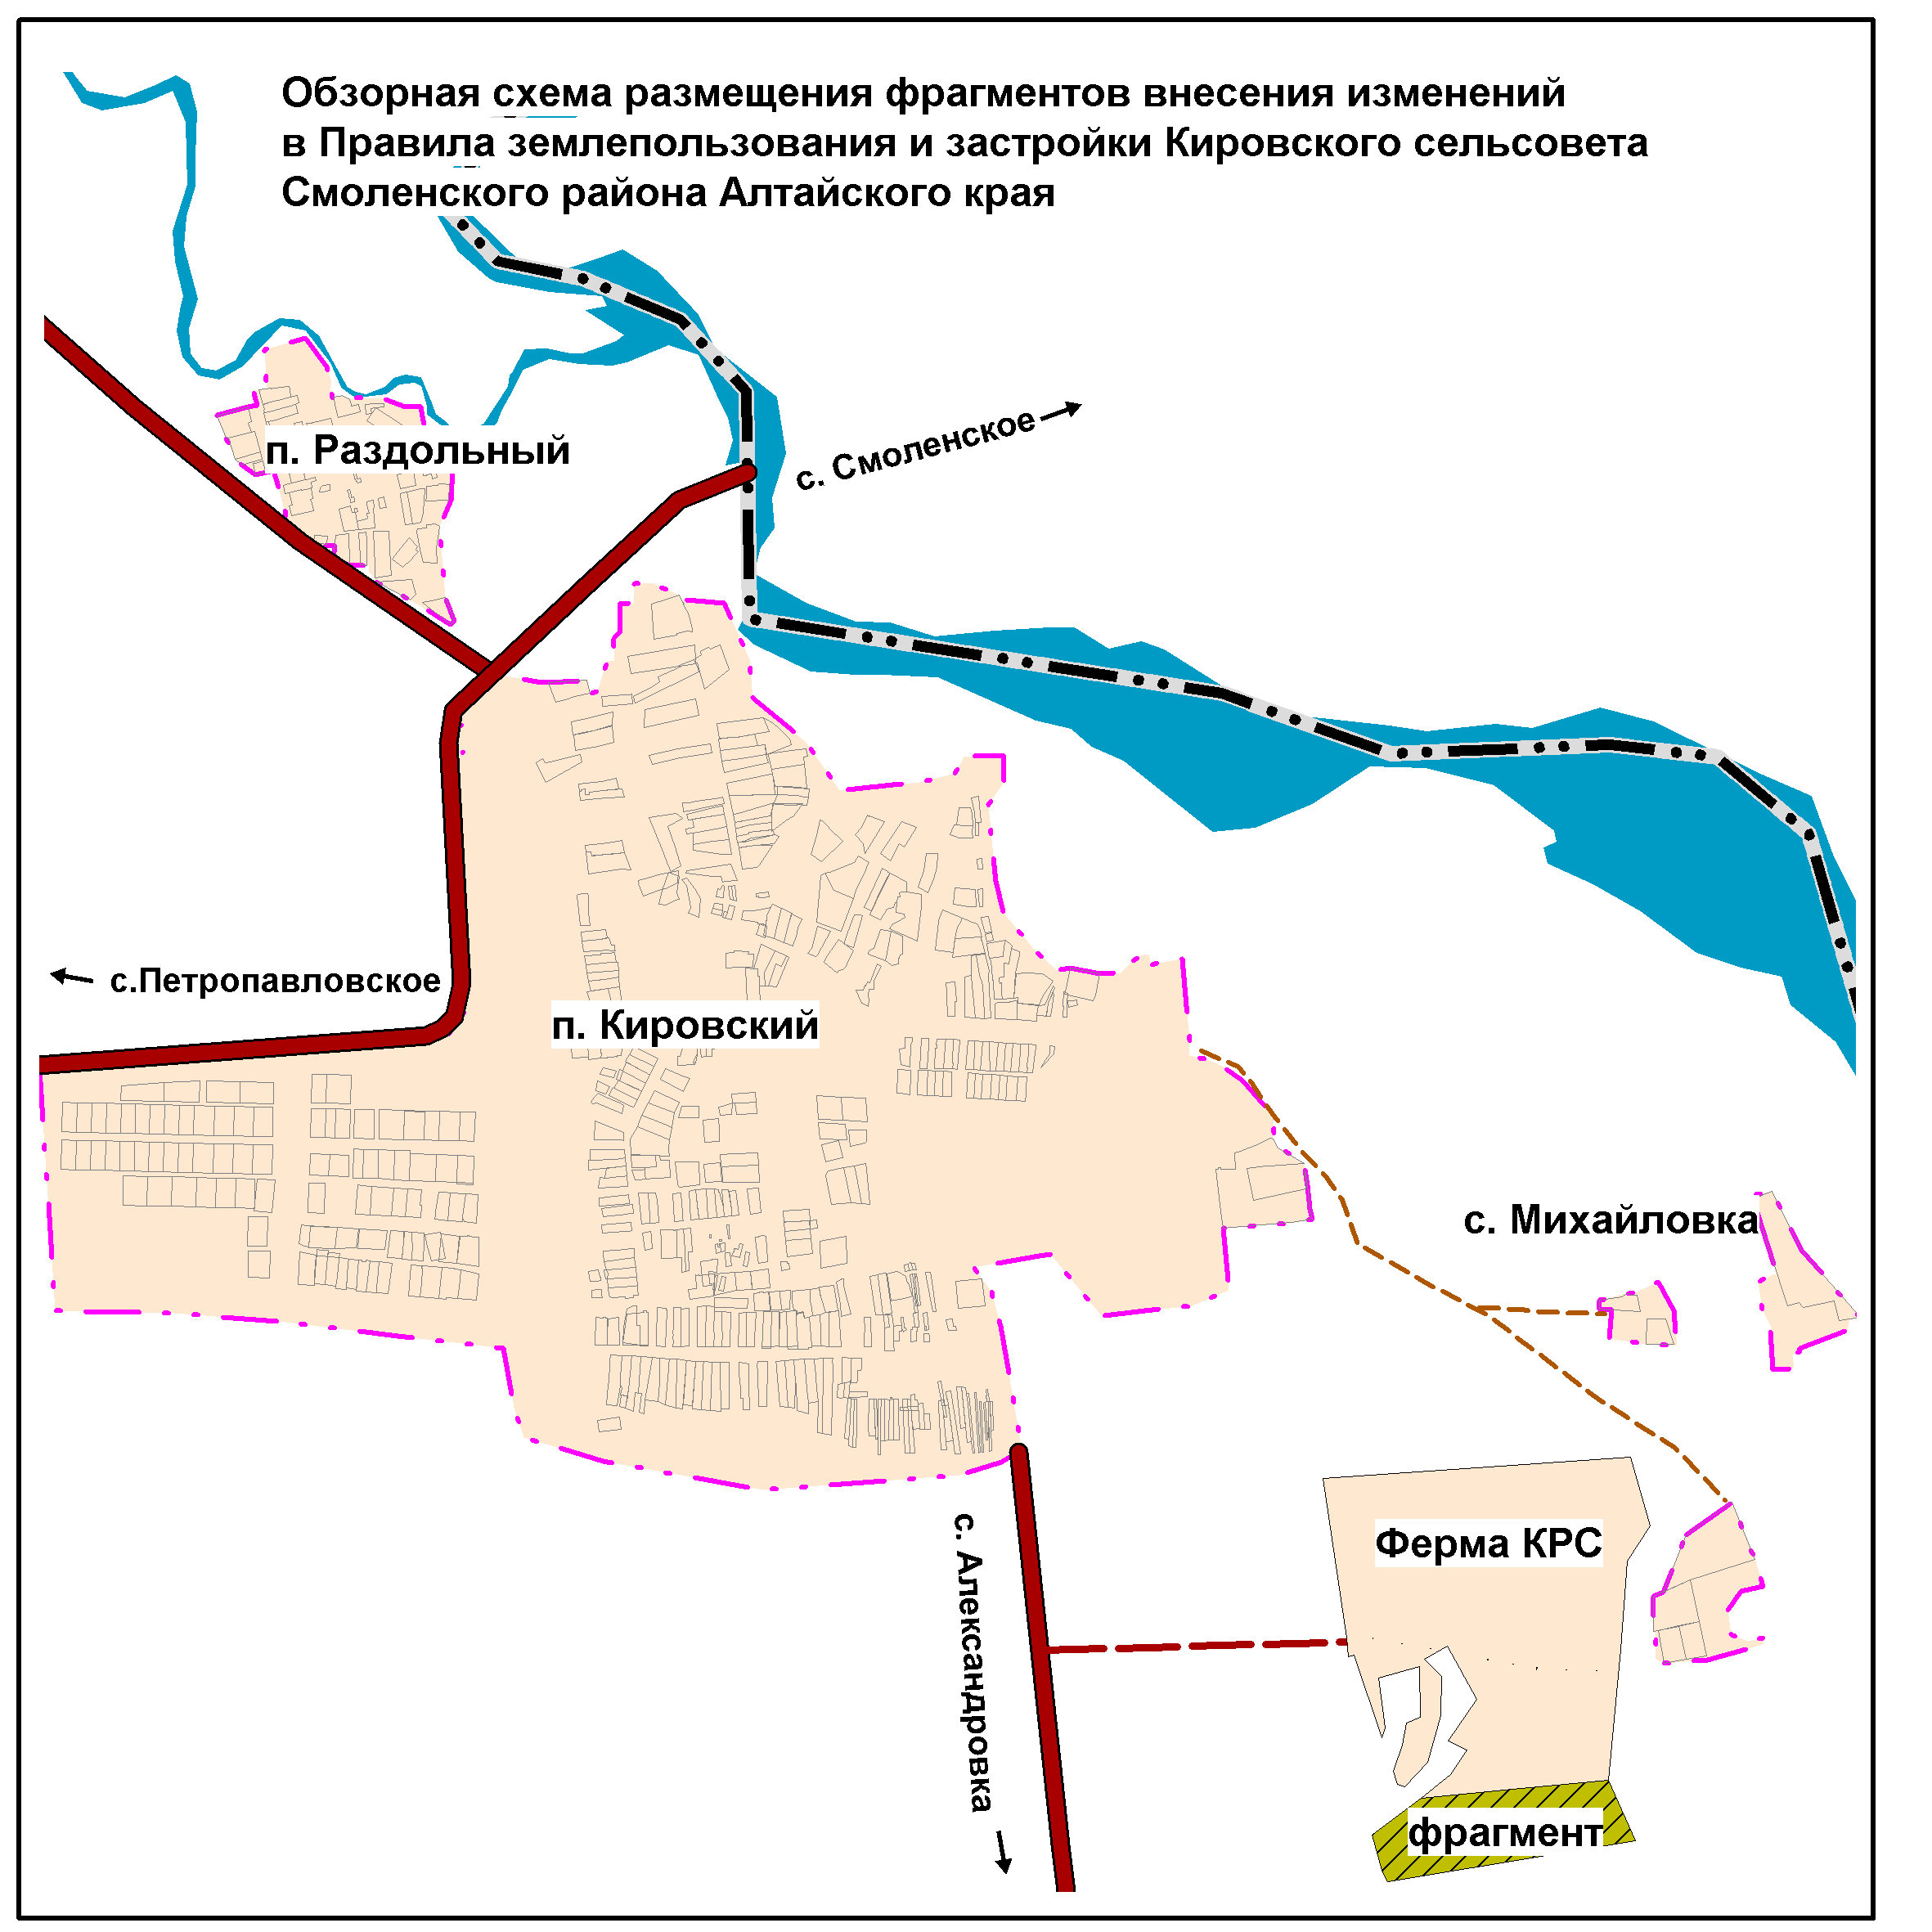 Обзорная схема размещения фрагментов внесения изменений
в Правила землепользования и застройки Кировского сельсовета
Смоленского района Алтайского края
с. Смоленское
п. Раздольный
с.Петропавловское
п. Кировский
с. Михайловка
Ферма КРС
с. Александровка
фрагмент